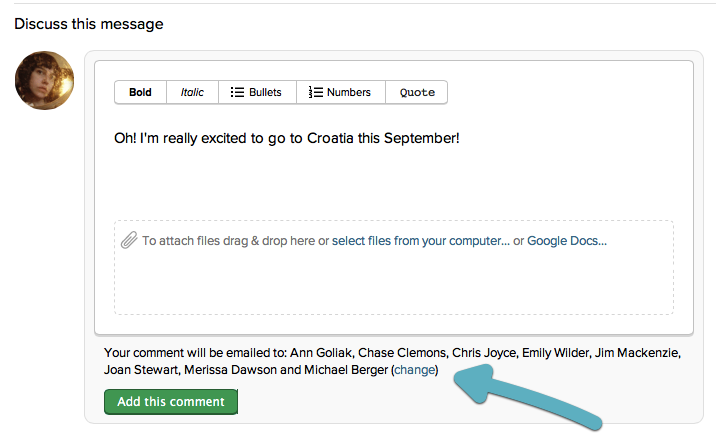 Discuss this message
Bold Italic Bullets Numbers Quote
Oh! I'm really excited to go to Croatia this September!
To attach files drag & drop here or select files from your computer... or Google Docs...
Your comment will be emailed to: Ann Goliak, Chase Clemons, Chris Joyce, Emily Wilder, Jim Mackenzie,
Joan Stewart, Merissa Dawson and Michael Berger (change)
Add this comment